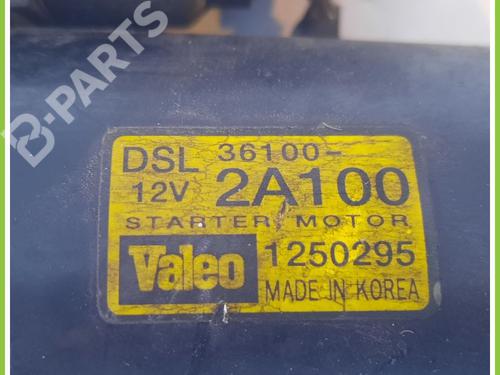 B-PARTS
DSL 36100-
12V 2A100
STARTER MOTOR
Valeo 1250295
MADE IN KOREA